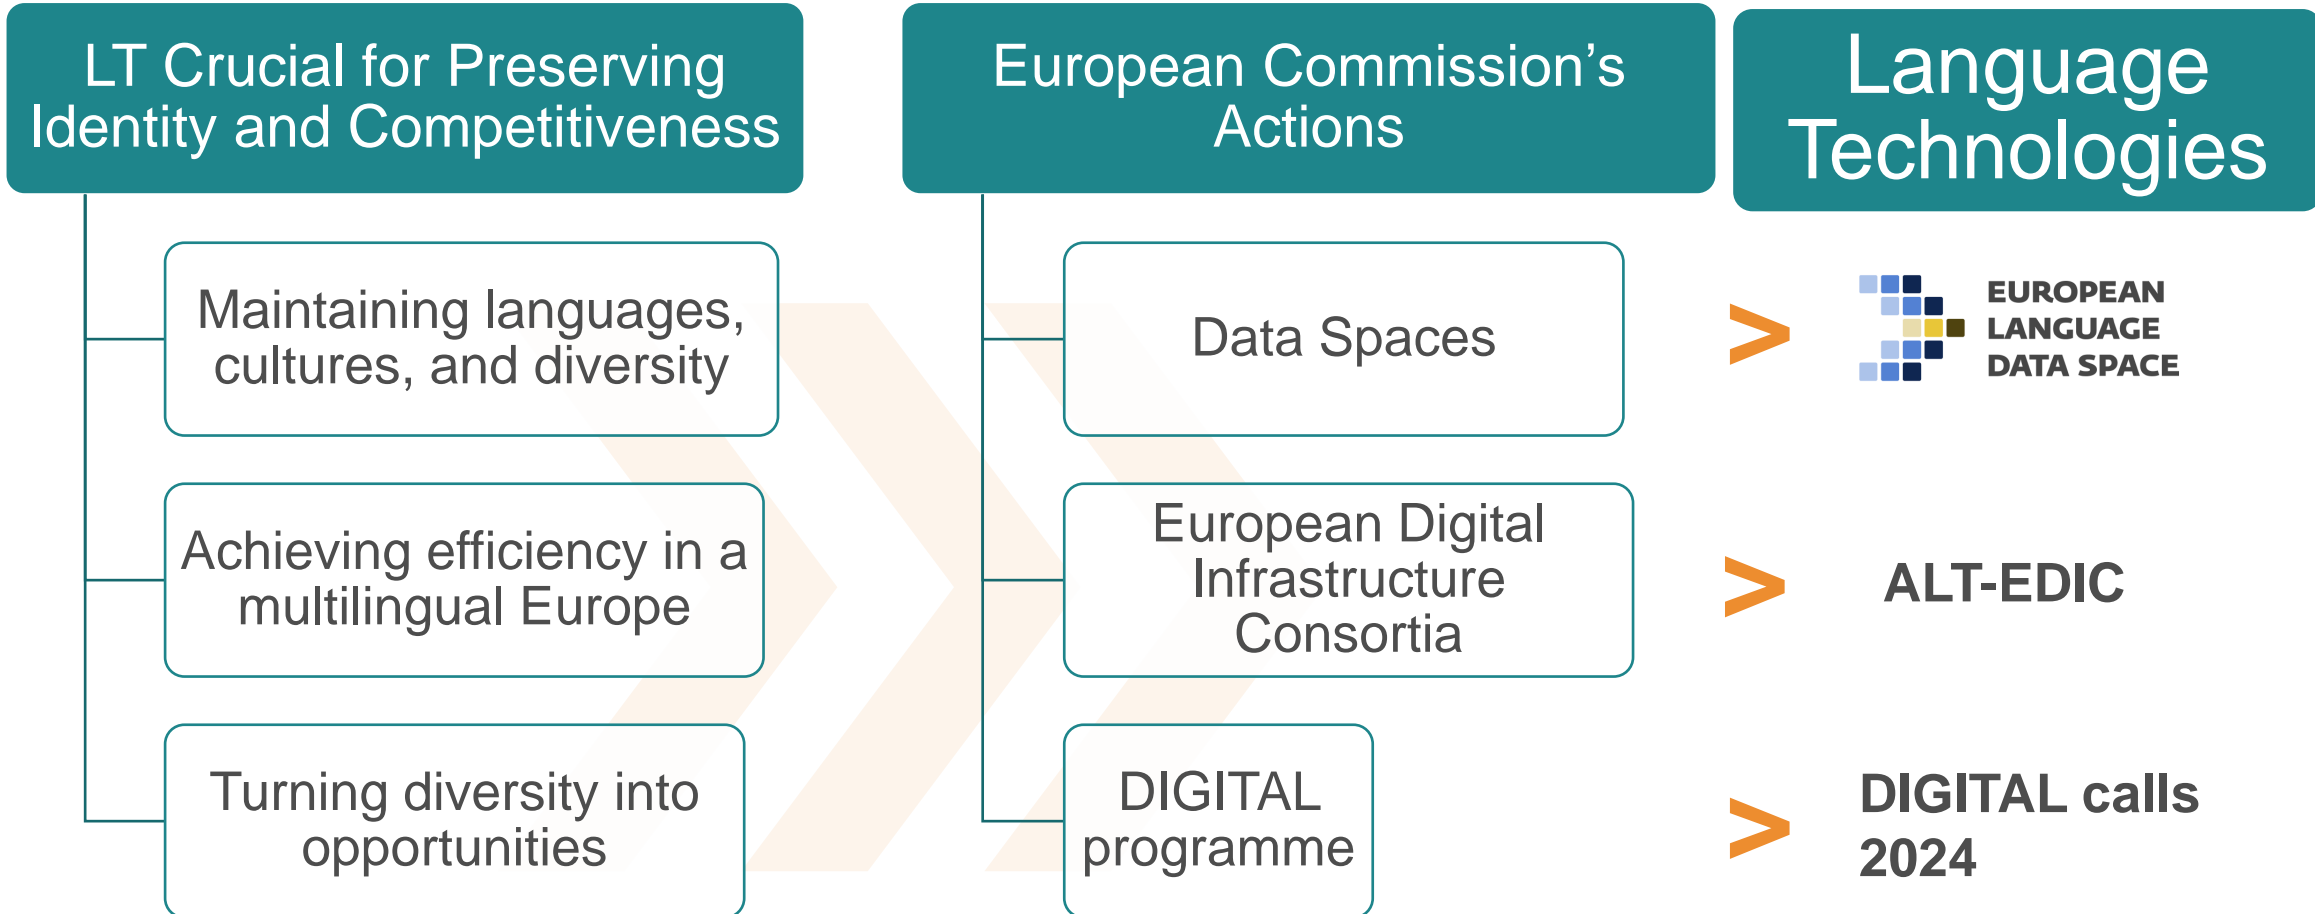 LT Crucial for Preserving
Identity and Competitiveness
Maintaining languages,
cultures, and diversity
Achieving efficiency in a
multilingual Europe
Turning diversity into
opportunities
European Commission’s
Actions
Data Spaces
European Digital
Infrastructure
Consortia
DIGITAL
programme
Language
Technologies
>
EUROPEAN
LANGUAGE
DATA SPACE
>
ALT-EDIC
>
DIGITAL calls
2024